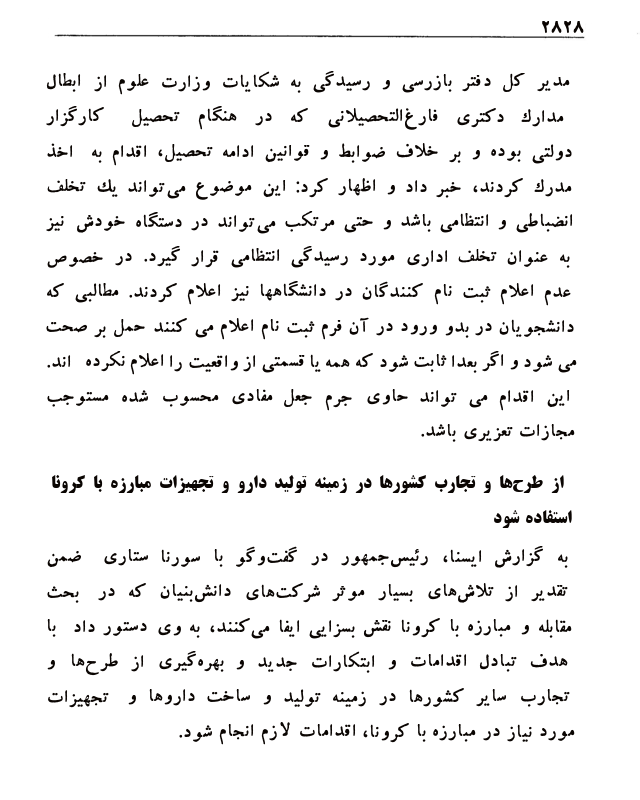 ۲۸۲۸
مدیر کل دفتر بازرسی و رسیدگی به شکایات وزارت علوم از ابطال
مدارك دکتری فارغ‌التحصیلانی که در هنگام تحصیل کارگزار
دولتی بوده و بر خلاف ضوابط و قوانین ادامه تحصیل، اقدام به اخذ
مدرك کردند، خبر داد و اظهار کرد: این موضوع می‌تواند یك تخلف
انضباطی و انتظامی باشد و حتی مرتکب می‌تواند در دستگاه خودش نیز
به عنوان تخلف اداری مورد رسیدگی انتظامی قرار گیرد. در خصوص
عدم اعلام ثبت نام کنندگان در دانشگاهها نیز اعلام کردند. مطالبی که
دانشجویان در بدو ورود در آن فرم ثبت نام اعلام می کنند حمل بر صحت
می شود و اگر بعدا ثابت شود که همه یا قسمتی از واقعیت را اعلام نکرده اند.
این اقدام می تواند حاوی جرم جعل مفادی محسوب شده مستوجب
مجازات تعزیری باشد.
از طرح‌ها و تجارب کشورها در زمینه تولید دارو و تجهیزات مبارزه با کرونا
استفاده شود
به گزارش ایسنا، رئیس‌جمهور در گفت‌وگو با سورنا ستاری ضمن
تقدیر از تلاش‌های بسیار موثر شرکت‌های دانش‌بنیان که در بحث
مقابله و مبارزه با کرونا نقش بسزایی ایفا می‌کنند، به وی دستور داد با
هدف تبادل اقدامات و ابتکارات جدید و بهره‌گیری از طرح‌ها و
تجارب سایر کشورها در زمینه تولید و ساخت داروها و تجهیزات
مورد نیاز در مبارزه با کرونا، اقدامات لازم انجام شود.